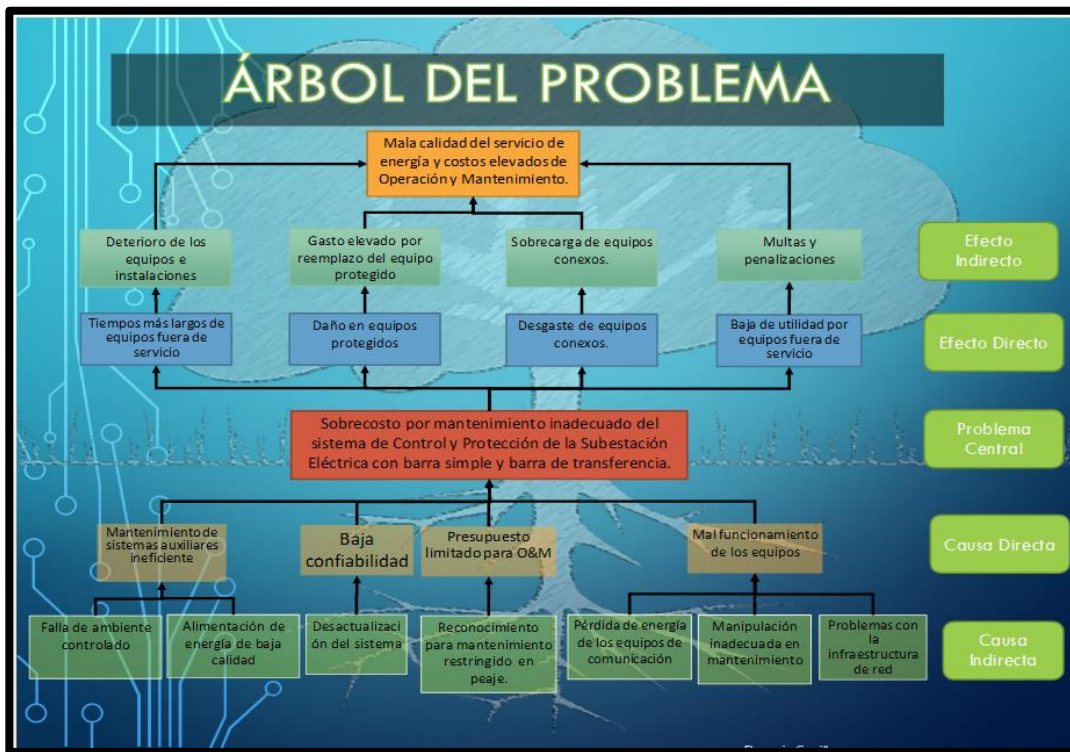 ÁRBOL DEL PROBLEMA
Mala calidad del servicio de
energía y costos elevados de
Operación y Mantenimiento.
Deterioro de los
equipos e
instalaciones
Gasto elevado por
reemplazo del equipo
protegido
Sobrecarga de equipos
conexos.
Multas y
penalizaciones
Efecto
Indirecto
Tiempos más largos de
equipos fuera de
servicio
Daño en equipos
protegidos
Desgaste de equipos
conexos.
Baja de utilidad por
equipos fuera de
servicio
Efecto Directo
Sobrecosto por mantenimiento inadecuado del
sistema de Control y Protección de la Subestación
Eléctrica con barra simple y barra de transferencia.
Problema
Central
Mantenimiento de
sistemas auxiliares
ineficiente
Baja
confiabilidad
Presupuesto
limitado para O&M
Mal funcionamiento
de los equipos
Causa Directa
Falla de ambiente
controlado
Alimentación de
energía de baja
calidad
Desactualizaci
ón del sistema
Reconocimiento
para mantenimiento
restringido en
peaje.
Pérdida de energía
de los equipos de
comunicación
Manipulación
inadecuada en
mantenimiento
Problemas con
la
infraestructura
de red
Causa
Indirecta